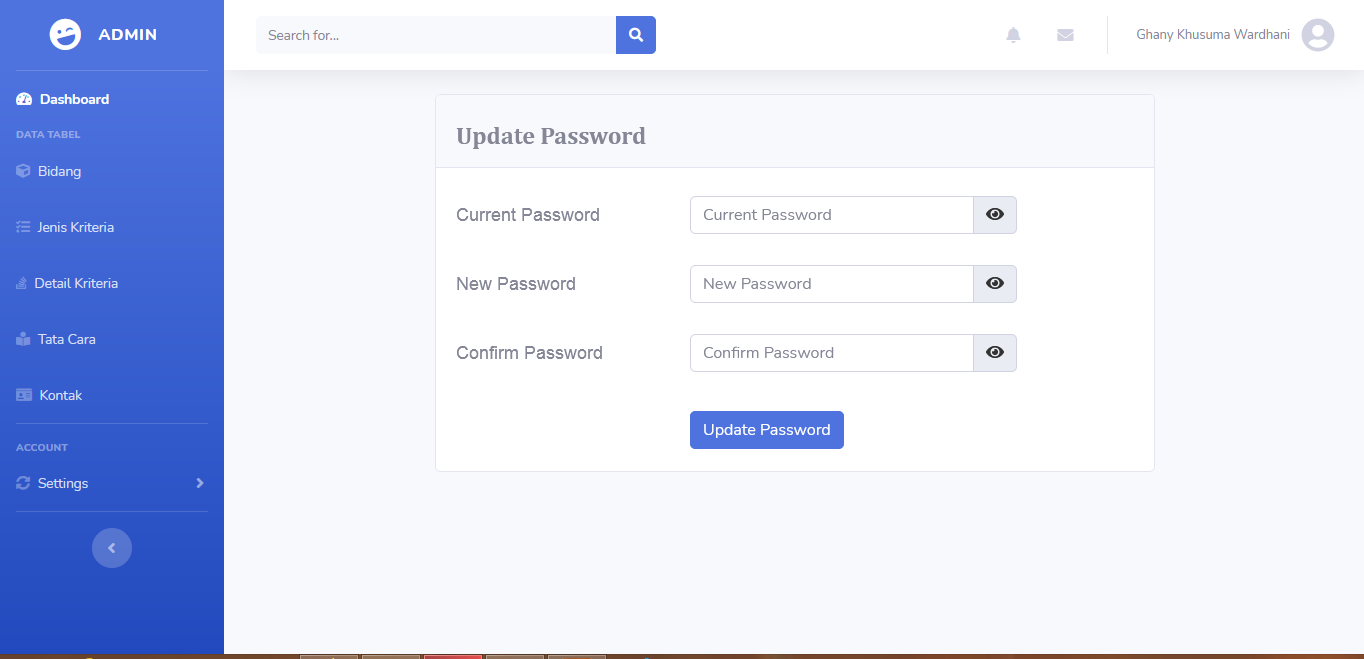 ADMIN
Search for...
Ghany Khusuma Wardhani
Dashboard
DATA TABEL
Bidang
Jenis Kriteria
Detail Kriteria
Tata Cara
Kontak
ACCOUNT
Settings
Update Password
Current Password
Current Password
New Password
New Password
Confirm Password
Confirm Password
Update Password